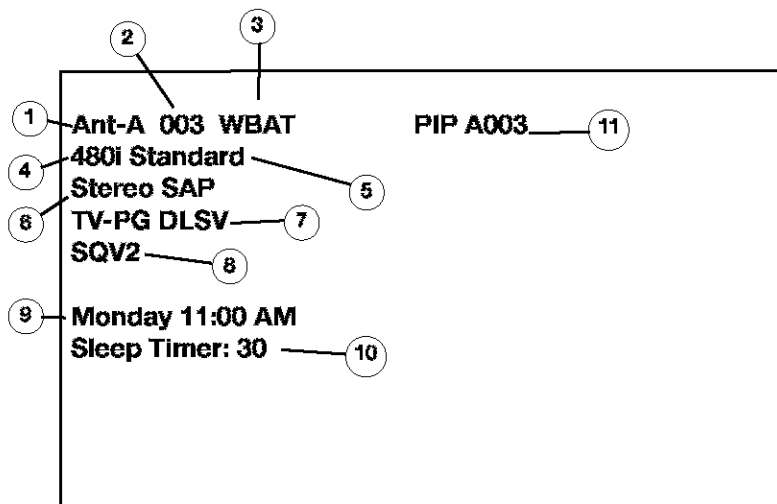 2
3
1
Ant-A 003 WBAT
PIP A003
11
4
480i Standard
5
6
Stereo SAP
TV-PG DLSV
7
SQV2
8
9
Monday 11:00 AM
Sleep Timer: 30
10